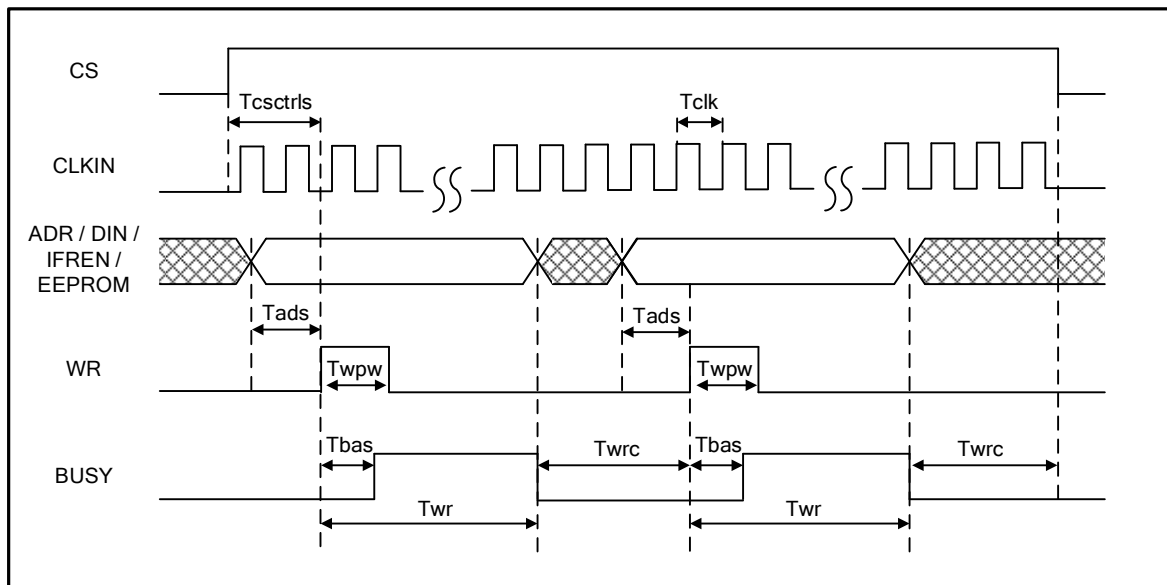 CS
Tcsctrls
Tclk
CLKIN
ADR / DIN /
IFREN /
EEPROM
Tads
Tads
WR
Twpw
Twpw
Tbas
Twrc
Tbas
Twrc
BUSY
Twr
Twr